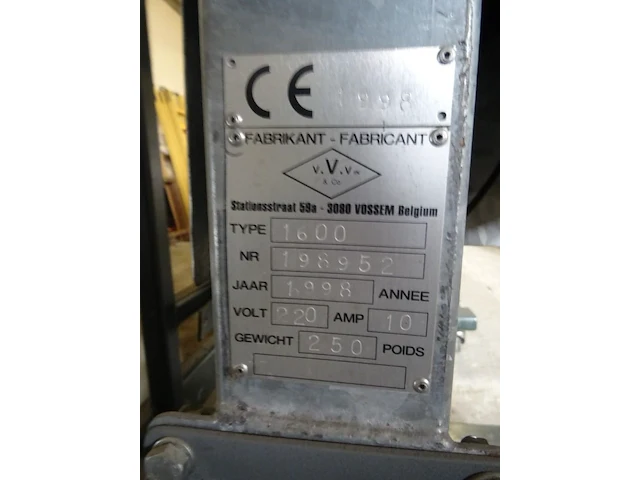 CE 1998
FABRIKANT - FABRICANT
V.V.Vm
& Co
Stationsstraat 59a - 3080 VOSSEM Belgium
TYPE 1600
NR 198952
JAAR 1998 ANNEE
VOLT 220 AMP 10
GEWICHT 250 POIDS